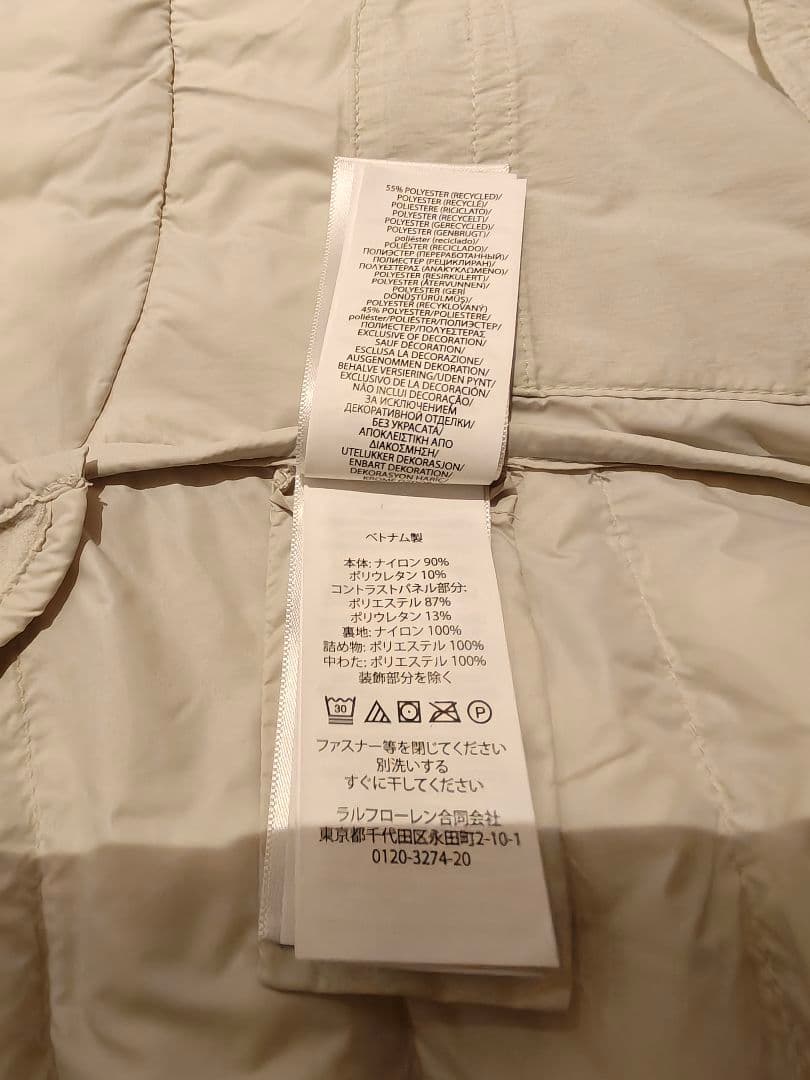 55% POLYESTER (RECYCLED)/
POLYESTER (RECYCLÉ)/
POLIESTERE (RICICLATO)/
POLYESTER (RECYCELT)/
POLYESTER (GERECYCLED)/
POLYESTER (GENBRUGT)/
poliéster (reciclado)/
POLIÉSTER (RECICLADO)/
ПОЛИЭСТЕР (ПЕРЕРАБОТАННЫЙ)/
ПОЛИЕСТЕР (РЕЦИКЛИРАН)/
ΠΟΛΥΕΣΤΕΡΑΣ (ΑΝΑΚΥΚΛΩΜΕΝΟ)/
POLYESTER (RESIRKULERT)/
POLYESTER (ÅTERVUNNEN)/
POLYESTER (GERİ
DÖNÜŞTÜRÜLMÜŞ)/
POLYESTER (RECYKLOVANÝ)
45% POLYESTER/POLIESTERE/
poliéster/POLIÉSTER/ПОЛИЭСТЕР/
ПОЛИЕСТЕР/ΠΟΛΥΕΣΤΕΡΑΣ
EXCLUSIVE OF DECORATION/
SAUF DÉCORATION/
ESCLUSA LA DECORAZIONE/
AUSGENOMMEN DEKORATION/
BEHALVE VERSIERING/UDEN PYNT/
EXCLUSIVO DE LA DECORACIÓN/
NÃO INCLUI DECORAÇÃO/
ЗА ИСКЛЮЧЕНИЕМ
ДЕКОРАТИВНОЙ ОТДЕЛКИ/
БЕЗ УКРАСАТА/
ΑΠΟΚΛΕΙΣΤΙΚΗ ΑΠΟ
ΔΙΑΚΟΣΜΗΣΗ/
UTELUKKER DEKORASJON/
ENBART DEKORATION/
DEKORASYON HARİÇ/
ベトナム製
本体: ナイロン 90%
ポリウレタン 10%
コントラストパネル部分:
ポリエステル 87%
ポリウレタン 13%
裏地: ナイロン 100%
詰め物: ポリエステル 100%
中わた: ポリエステル 100%
装飾部分を除く
30 P
ファスナー等を閉じてください
別洗いする
すぐに干してください
ラルフローレン合同会社
東京都千代田区永田町2-10-1
0120-3274-20